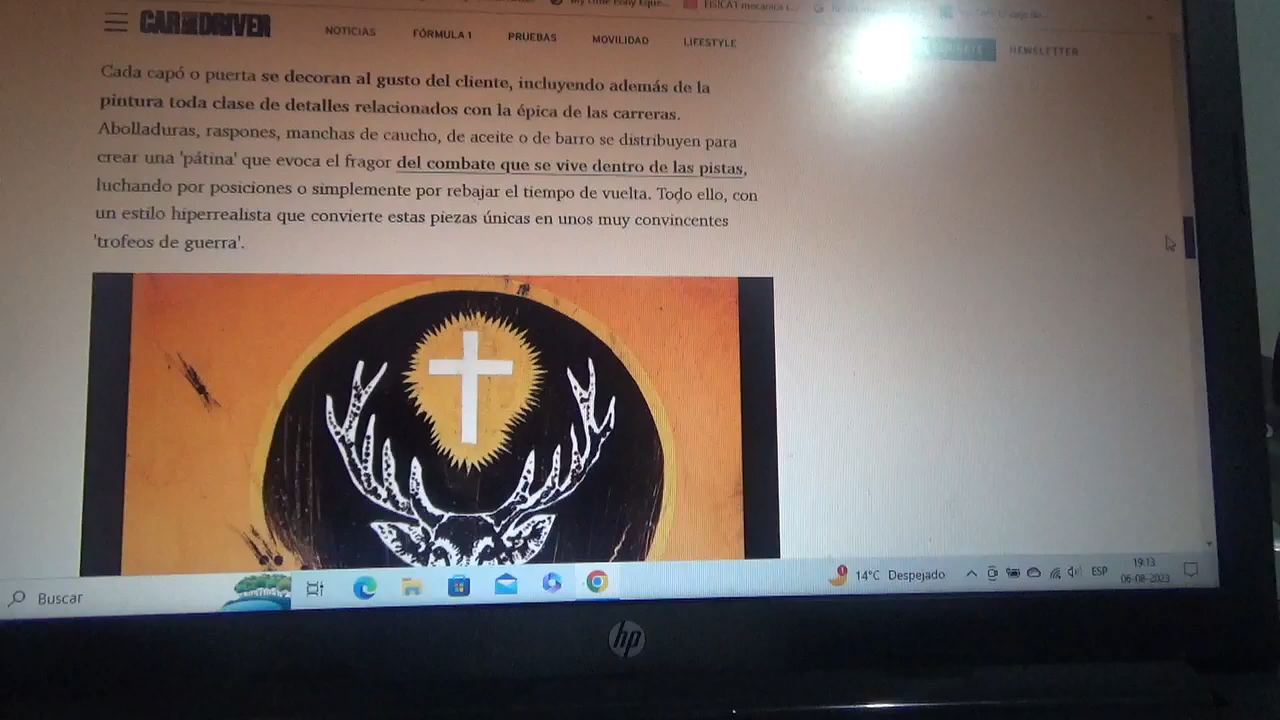 My Little Pony Eque...
CAR AND DRIVER
NOTICIAS
FÓRMULA 1
PRUEBAS
MOVILIDAD
LIFESTYLE
NEWSLETTER
Cada capó o puerta se decoran al gusto del cliente, incluyendo además de la
pintura toda clase de detalles relacionados con la épica de las carreras.
Abolladuras, raspones, manchas de caucho, de aceite o de barro se distribuyen para
crear una 'pátina' que evoca el fragor del combate que se vive dentro de las pistas,
luchando por posiciones o simplemente por rebajar el tiempo de vuelta. Todo ello, con
un estilo hiperrealista que convierte estas piezas únicas en unos muy convincentes
'trofeos de guerra'.
Buscar
1
14°C Despejado
ESP
19:13
06-08-2023
hp